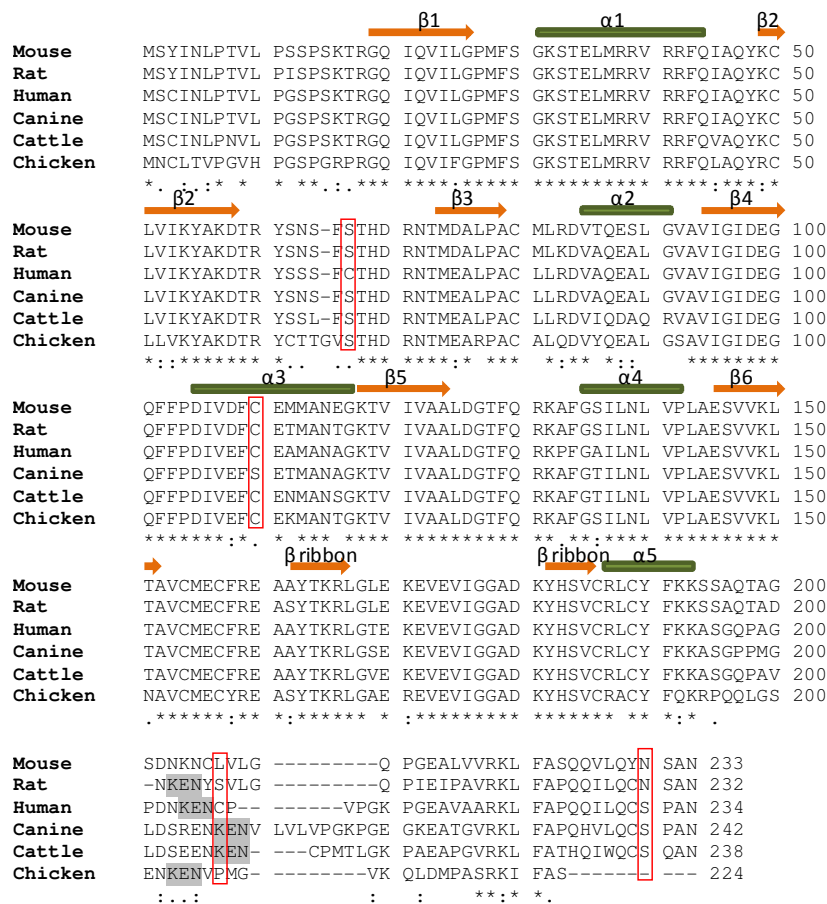 β1 α1 β2
Mouse MSYINLPTVL PSSPSKTRGQ IQVILGPMFS GKSTELMRRV RRFQIAQYKC 50
Rat MSYINLPTVL PISPSKTRGQ IQVILGPMFS GKSTELMRRV RRFQIAQYKC 50
Human MSCINLPTVL PGSPSKTRGQ IQVILGPMFS GKSTELMRRV RRFQIAQYKC 50
Canine MSCINLPTVL PGSPSKTRGQ IQVILGPMFS GKSTELMRRV RRFQIAQYKC 50
Cattle MSCINLPNVL PGSPSKTRGQ IQVILGPMFS GKSTELMRRV RRFQVAQYKC 50
Chicken MNCLTVPGVH PGSPGRPRGQ IQVIFGPMFS GKSTELMRRV RRFQLAQYRC 50
*. .:.:* * * **.:.*** ****:***** ********** ****:***:*
β2 β3 α2 β4
Mouse LVIKYAKDTR YSNS-FSTHD RNTMDALPAC MLRDVTQESL GVAVIGIDEG 100
Rat LVIKYAKDTR YSNS-FSTHD RNTMDALPAC MLKDVAQESL GVAVIGIDEG 100
Human LVIKYAKDTR YSSS-FCTHD RNTMEALPAC LLRDVAQEAL GVAVIGIDEG 100
Canine LVIKYAKDTR YSNS-FSTHD RNTMEALPAC LLRDVAQEAL GVAVIGIDEG 100
Cattle LVIKYAKDTR YSSL-FSTHD RNTMEALPAC LLRDVIQDAQ RVAVIGIDEG 100
Chicken LLVKYAKDTR YCTTGVSTHD RNTMEARPAC ALQDVYQEAL GSAVIGIDEG 100
*::******* *.. ..*** ****:* *** *:** *:: ********
α3 β5 α4 β6
Mouse QFFPDIVDFC EMMANEGKTV IVAALDGTFQ RKAFGSILNL VPLAESVVKL 150
Rat QFFPDIVDFC ETMANTGKTV IVAALDGTFQ RKAFGSILNL VPLAESVVKL 150
Human QFFPDIVEFC EAMANAGKTV IVAALDGTFQ RKPFGAILNL VPLAESVVKL 150
Canine QFFPDIVEFS ETMANAGKTV IVAALDGTFQ RKAFGTILNL VPLAESVVKL 150
Cattle QFFPDIVEFC ENMANSGKTV IVAALDGTFQ RKAFGTILNL VPLAESVVKL 150
Chicken QFFPDIVEFC EKMANTGKTV IVAALDGTFQ RKAFGSILNL VPLAESVVKL 150
*******:*. * *** **** ********** **.**:**** **********
β ribbon β ribbon α5
Mouse TAVCMECFRE AAYTKRLGLE KEVEVIGGAD KYHSVCRLCY FKKSSAQTAG 200
Rat TAVCMECFRE AAYTKRLGLE KEVEVIGGAD KYHSVCRLCY FKKSSAQTAD 200
Human TAVCMECFRE AAYTKRLGTE KEVEVIGGAD KYHSVCRLCY FKKASGQPAG 200
Canine TAVCMECFRE AAYTKRLGSE KEVEVIGGAD KYHSVCRLCY FKKASGPPMG 200
Cattle TAVCMECFRE AAYTKRLGVE KEVEVIGGAD KYHSVCRLCY FKKASGQPAV 200
Chicken NAVCMECYRE ASYTKRLGAE REVEVIGGAD KYHSVCRACY FQKRPQQLGS 200
.******:** *:****** * :********* ******* ** *:* .
Mouse SDNKNCLVLG ---------Q PGEALVVRKL FASQQVLQYN SAN 233
Rat -NKENYSVLG ---------Q PIEIPAVRKL FAPQQILQCN SAN 232
Human PDNKENCP-- ------VPGK PGEAVAARKL FAPQQILQCS PAN 234
Canine LDSRENKENV LVLVPGKPGE GKEATGVRKL FAPQHVLQCS PAN 242
Cattle LDSEENKEN- ----CPMTLGK PAEAPGVRKL FATHQIWQCS QAN 238
Chicken ENKENVPMG- --------VK QLDMPASRKI FAS------- --- 224
:..: : : **:* *.